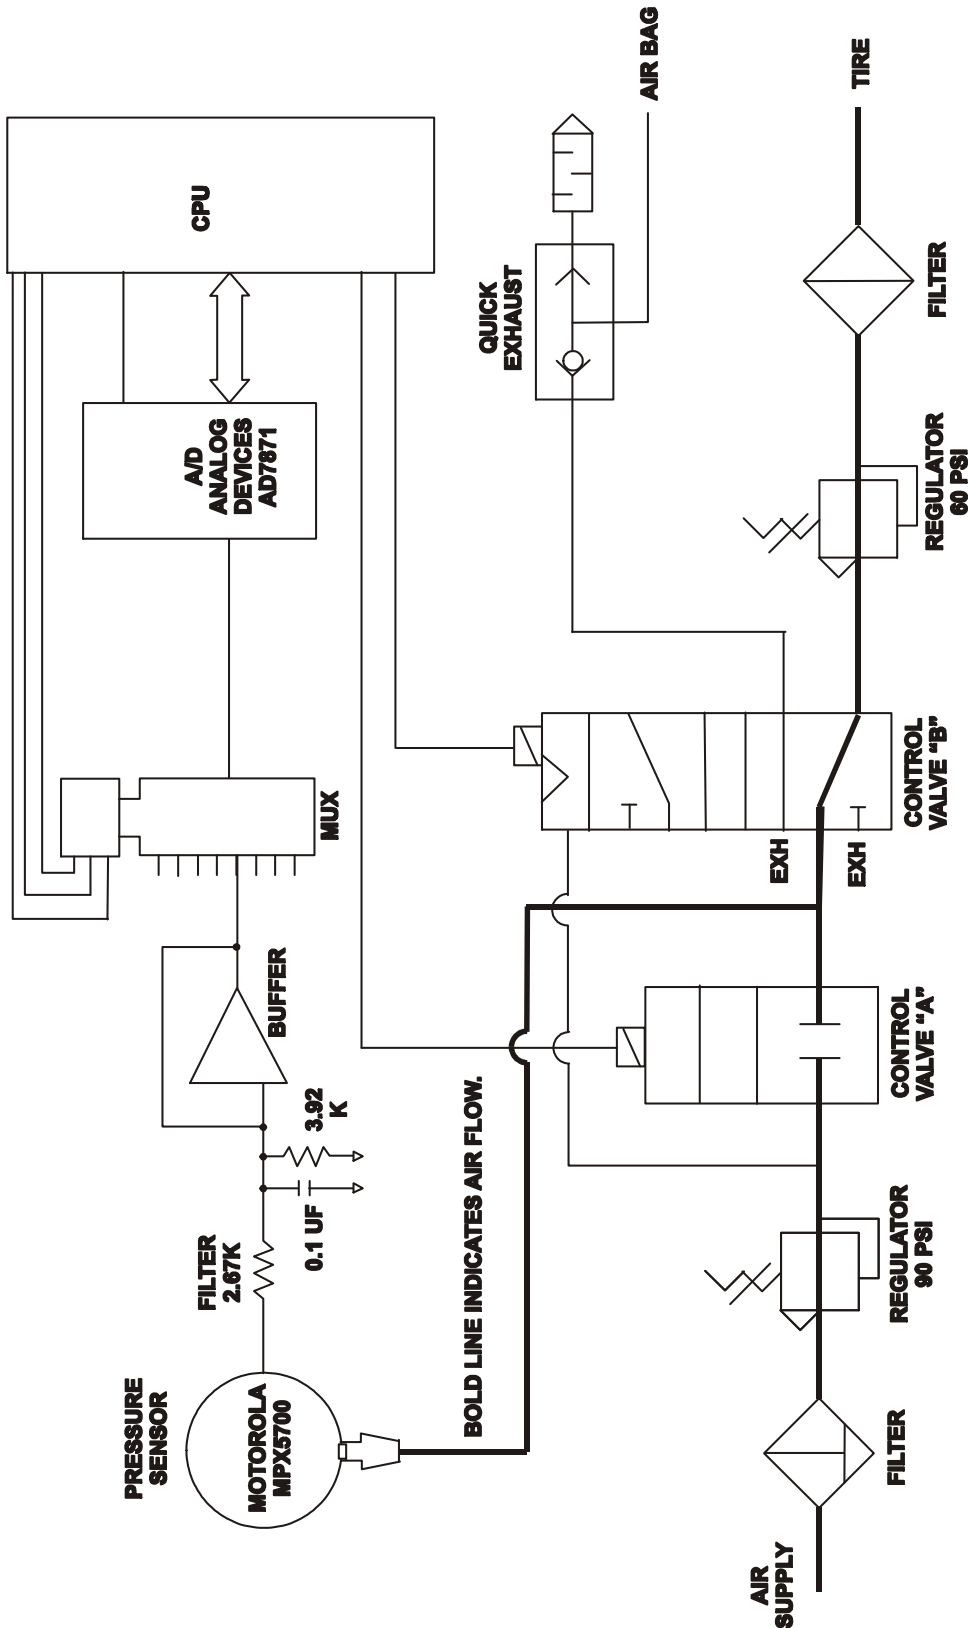 PRESSURE
SENSOR
MOTOROLA
MPX5700
FILTER
2.67K
0.1 UF
3.92
K
BUFFER
MUX
A/D
ANALOG
DEVICES
AD7871
CPU
BOLD LINE INDICATES AIR FLOW.
QUICK
EXHAUST
AIR BAG
AIR
SUPPLY
FILTER
REGULATOR
90 PSI
CONTROL
VALVE “A”
EXH
EXH
CONTROL
VALVE “B”
REGULATOR
60 PSI
FILTER
TIRE